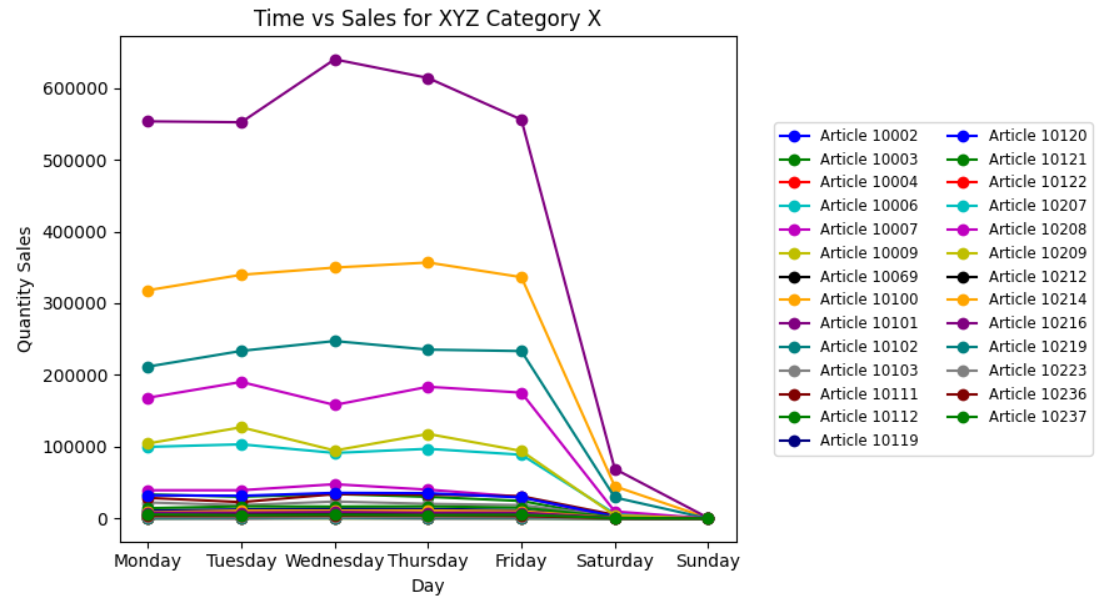 Time vs Sales for XYZ Category X
Quantity Sales
600000
500000
400000
300000
200000
100000
0
Monday Tuesday Wednesday Thursday Friday Saturday Sunday
Day
Article 10002
Article 10003
Article 10004
Article 10006
Article 10007
Article 10009
Article 10069
Article 10100
Article 10101
Article 10102
Article 10103
Article 10111
Article 10112
Article 10119
Article 10120
Article 10121
Article 10122
Article 10207
Article 10208
Article 10209
Article 10212
Article 10214
Article 10216
Article 10219
Article 10223
Article 10236
Article 10237